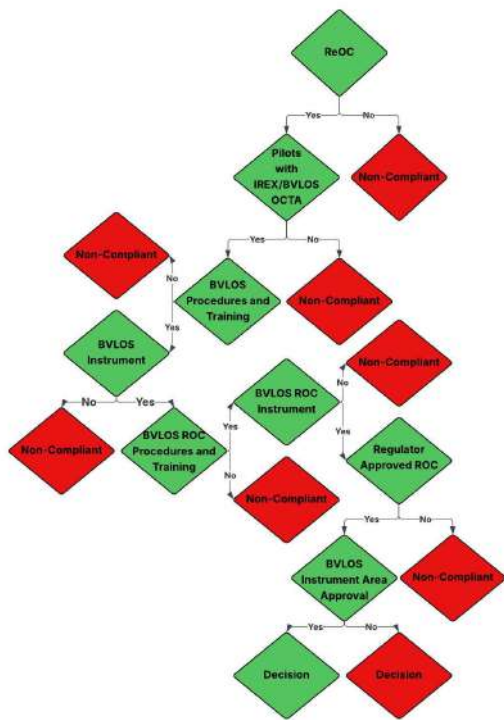 ReOC
Yes
No
Pilots
with
IREX/BVLOS
OCTA
Non-Compliant
Yes
No
Non-Compliant
BVLOS
Procedures and
Training
Non-Compliant
No
Yes
BVLOS
Instrument
No
Yes
Non-Compliant
BVLOS ROC
Procedures and
Training
Yes
No
BVLOS ROC
Instrument
Non-Compliant
No
Yes
Non-Compliant
Regulator
Approved ROC
Yes
No
BVLOS
Instrument Area
Approval
Non-Compliant
Yes
No
Decision
Decision